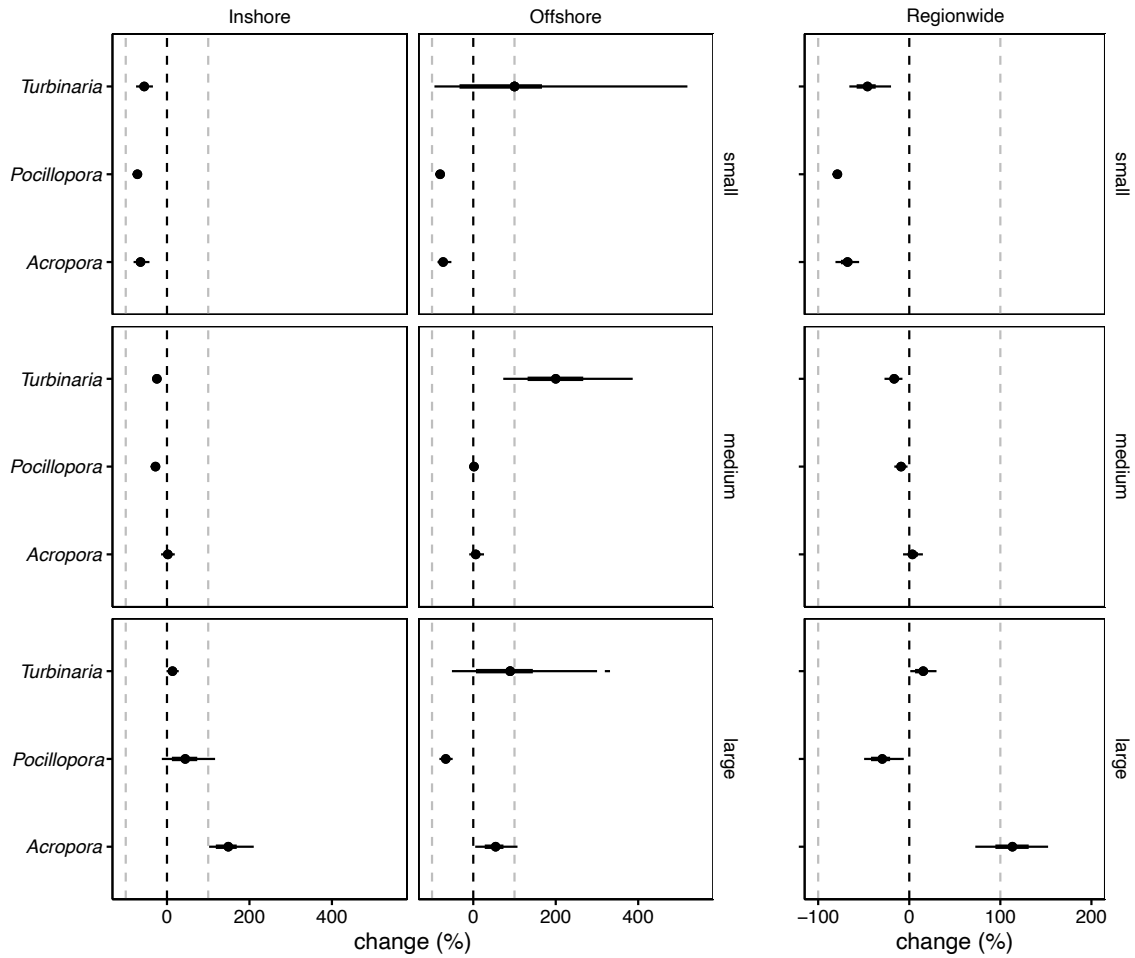 Inshore Offshore Regionwide
Turbinaria
Pocillopora
Acropora
small small
Turbinaria
Pocillopora
Acropora
medium medium
Turbinaria
Pocillopora
Acropora
large large
0 200 400 0 200 400 −100 0 100 200
change (%) change (%)